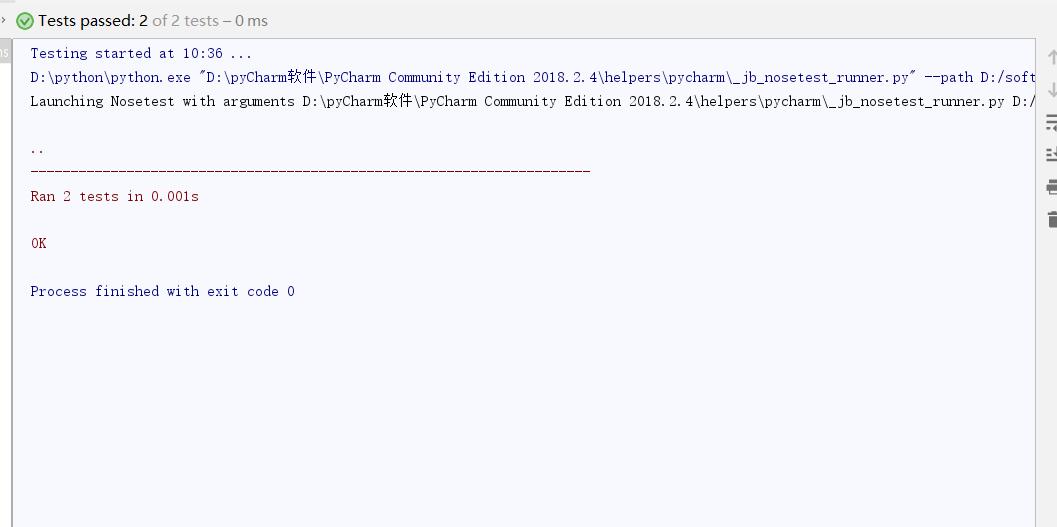 Tests passed: 2 of 2 tests – 0 ms
Testing started at 10:36 ...
ns
D:\python\python.exe "D:\pyCharm软件\PyCharm Community Edition 2018.2.4\helpers\pycharm\_jb_nosetest_runner.py" --path D:/soft
Launching Nosetest with arguments D:\pyCharm软件\PyCharm Community Edition 2018.2.4\helpers\pycharm\_jb_nosetest_runner.py D:/
..
----------------------------------------------------------------------
Ran 2 tests in 0.001s
OK
Process finished with exit code 0